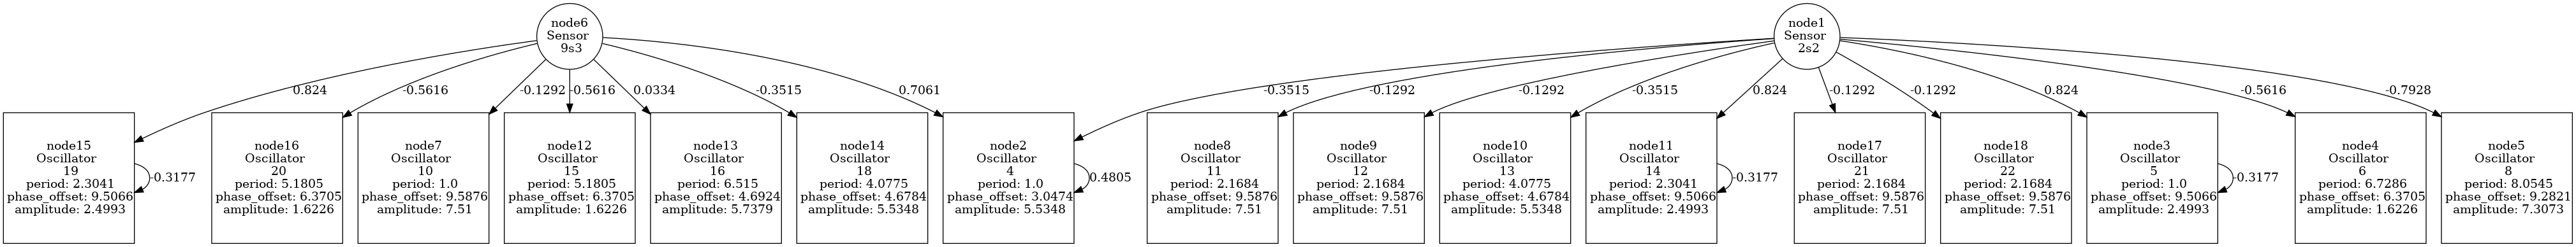 node6
Sensor
9s3
node1
Sensor
2s2
0.824
-0.5616
-0.1292
-0.5616
0.0334
-0.3515
0.7061
-0.3515
-0.1292
-0.1292
-0.3515
0.824
-0.1292
-0.1292
0.824
-0.5616
-0.7928
node15
Oscillator
19
period: 2.3041
phase_offset: 9.5066
amplitude: 2.4993
-0.3177
node16
Oscillator
20
period: 5.1805
phase_offset: 6.3705
amplitude: 1.6226
node7
Oscillator
10
period: 1.0
phase_offset: 9.5876
amplitude: 7.51
node12
Oscillator
15
period: 5.1805
phase_offset: 6.3705
amplitude: 1.6226
node13
Oscillator
16
period: 6.515
phase_offset: 4.6924
amplitude: 5.7379
node14
Oscillator
18
period: 4.0775
phase_offset: 4.6784
amplitude: 5.5348
node2
Oscillator
4
period: 1.0
phase_offset: 3.0474
amplitude: 5.5348
0.4805
node8
Oscillator
11
period: 2.1684
phase_offset: 9.5876
amplitude: 7.51
node9
Oscillator
12
period: 2.1684
phase_offset: 9.5876
amplitude: 7.51
node10
Oscillator
13
period: 4.0775
phase_offset: 4.6784
amplitude: 5.5348
node11
Oscillator
14
period: 2.3041
phase_offset: 9.5066
amplitude: 2.4993
-0.3177
node17
Oscillator
21
period: 2.1684
phase_offset: 9.5876
amplitude: 7.51
node18
Oscillator
22
period: 2.1684
phase_offset: 9.5876
amplitude: 7.51
node3
Oscillator
5
period: 1.0
phase_offset: 9.5066
amplitude: 2.4993
-0.3177
node4
Oscillator
6
period: 6.7286
phase_offset: 6.3705
amplitude: 1.6226
node5
Oscillator
8
period: 8.0545
phase_offset: 9.2821
amplitude: 7.3073